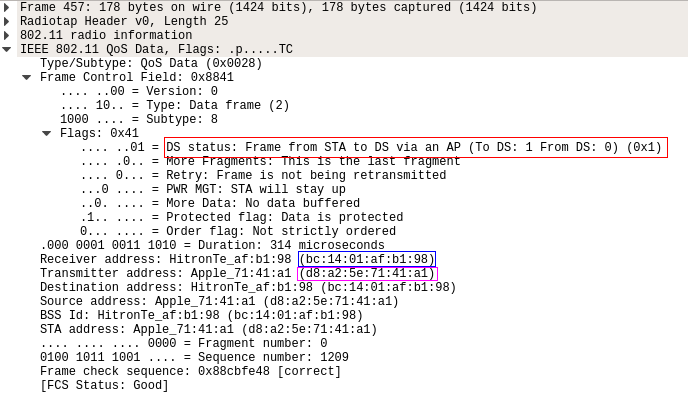 Frame 457: 178 bytes on wire (1424 bits), 178 bytes captured (1424 bits)
Radiotap Header v0, Length 25
802.11 radio information
IEEE 802.11 QoS Data, Flags: .p.....TC
Type/Subtype: QoS Data (0x0028)
Frame Control Field: 0x8841
.... ..00 = Version: 0
.... 10.. = Type: Data frame (2)
1000 .... = Subtype: 8
Flags: 0x41
.... ..01 = DS status: Frame from STA to DS via an AP (To DS: 1 From DS: 0) (0x1)
.... .0.. = More Fragments: This is the last fragment
.... 0... = Retry: Frame is not being retransmitted
...0 .... = PWR MGT: STA will stay up
..0. .... = More Data: No data buffered
.1.. .... = Protected flag: Data is protected
0... .... = Order flag: Not strictly ordered
.000 0001 0011 1010 = Duration: 314 microseconds
Receiver address: HitronTe_af:b1:98 (bc:14:01:af:b1:98)
Transmitter address: Apple_71:41:a1 (d8:a2:5e:71:41:a1)
Destination address: HitronTe_af:b1:98 (bc:14:01:af:b1:98)
Source address: Apple_71:41:a1 (d8:a2:5e:71:41:a1)
BSS Id: HitronTe_af:b1:98 (bc:14:01:af:b1:98)
STA address: Apple_71:41:a1 (d8:a2:5e:71:41:a1)
.... .... .... 0000 = Fragment number: 0
0100 1011 1001 .... = Sequence number: 1209
Frame check sequence: 0x88cbfe48 [correct]
[FCS Status: Good]